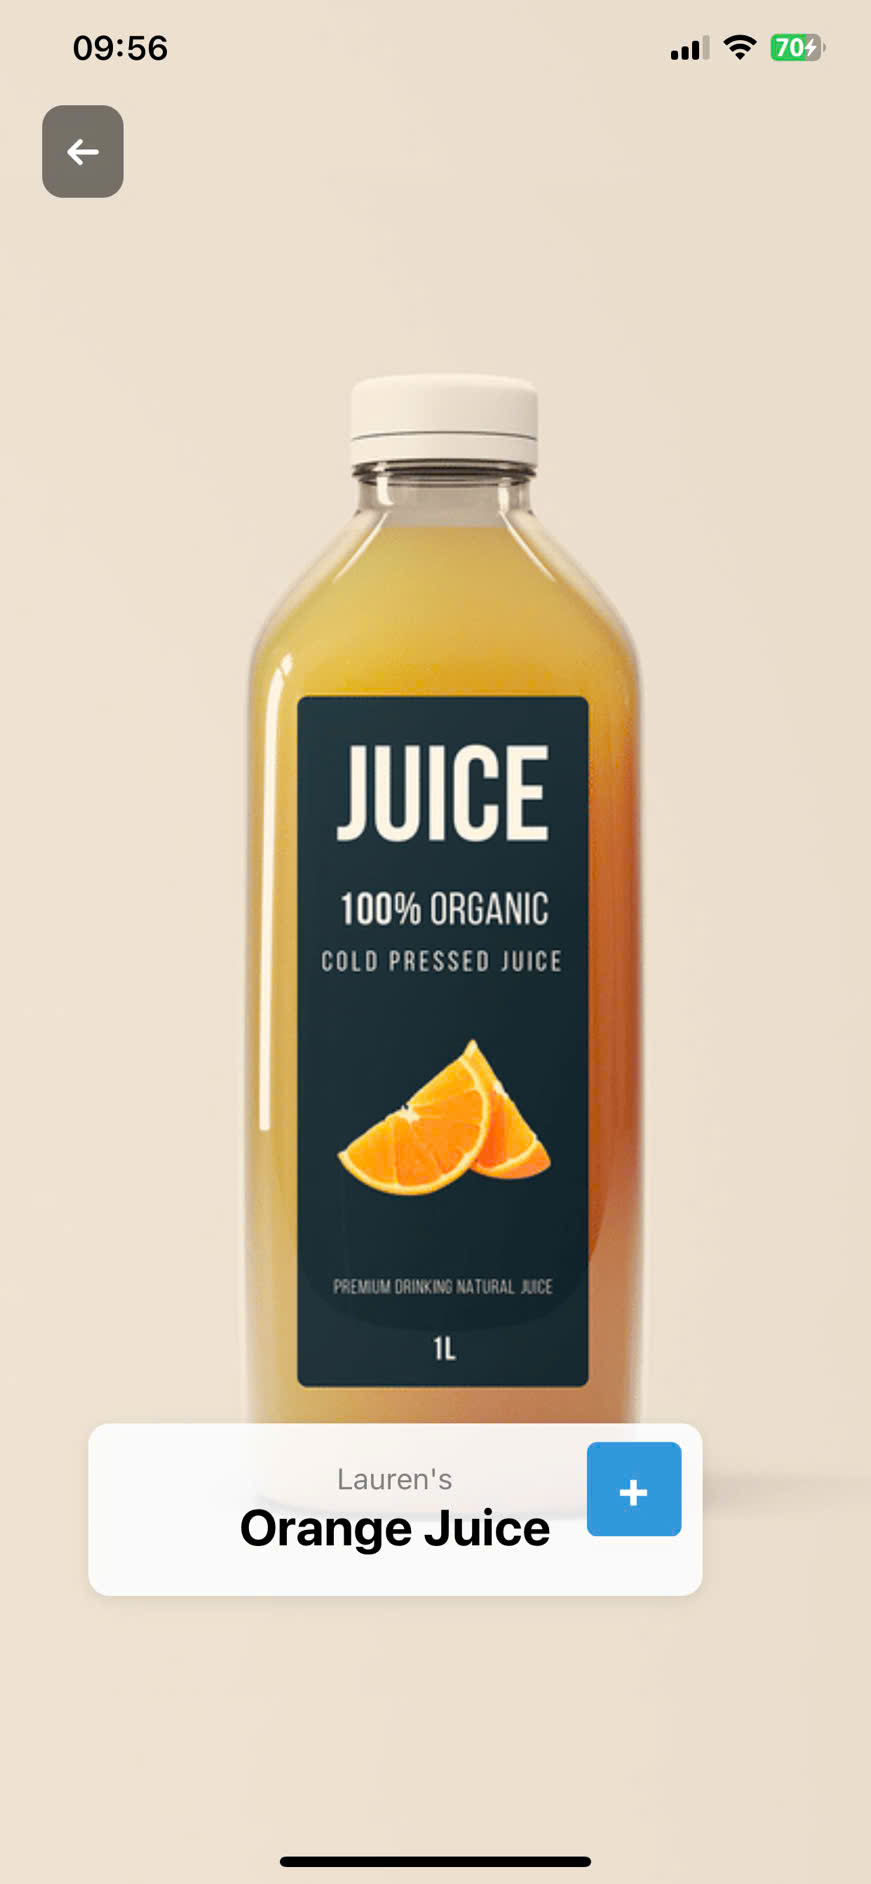 09:56
70
JUICE
100% ORGANIC
COLD PRESSED JUICE
PREMIUM DRINKING NATURAL JUICE
1L
Lauren's
Orange Juice
+